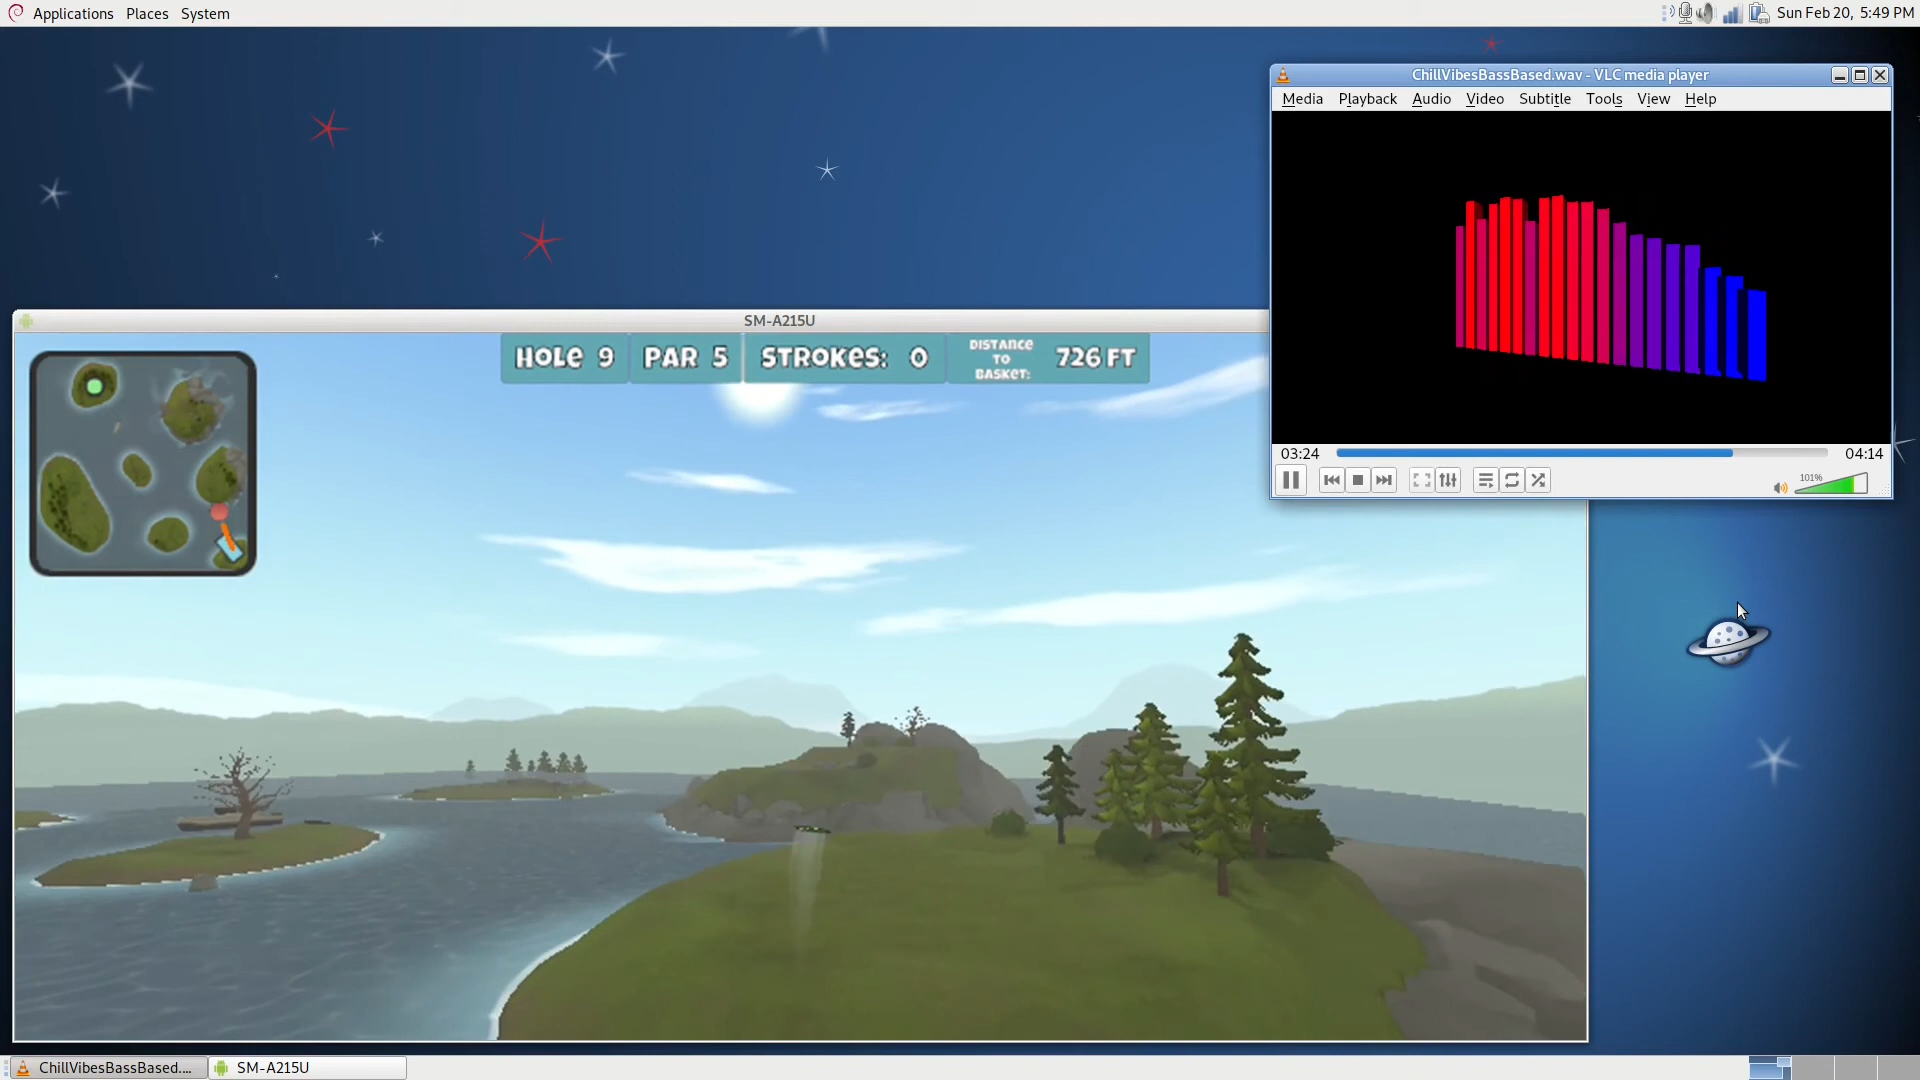 Applications Places System
Sun Feb 20, 5:49 PM
ChillVibesBassBased.wav - VLC media player
Media Playback Audio Video Subtitle Tools View Help
03:24
04:14
101%
SM-A215U
HOLE 9
PAR 5
STROKES: 0
DISTANCE
TO
BASKET:
726 FT
ChillVibesBassBased....
SM-A215U